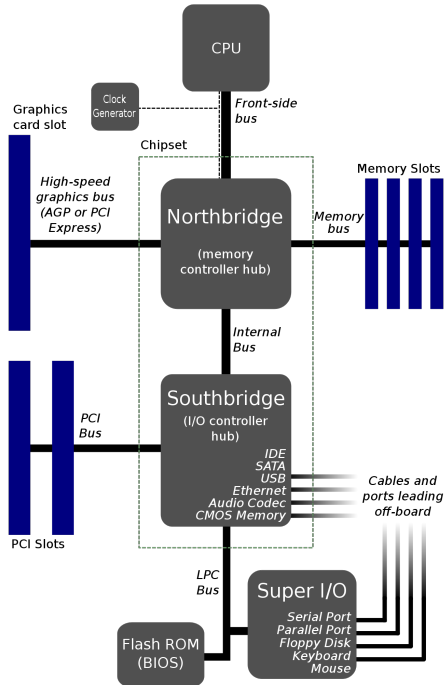 CPU
Clock
Generator
Front-side
bus
Graphics
card slot
Chipset
Memory Slots
High-speed
graphics bus
(AGP or PCI
Express)
Northbridge
(memory
controller hub)
Memory
bus
Internal
Bus
Southbridge
(I/O controller
hub)
PCI
Bus
IDE
SATA
USB
Ethernet
Audio Codec
CMOS Memory
Cables and
ports leading
off-board
PCI Slots
LPC
Bus
Super I/O
Serial Port
Parallel Port
Floppy Disk
Keyboard
Mouse
Flash ROM
(BIOS)